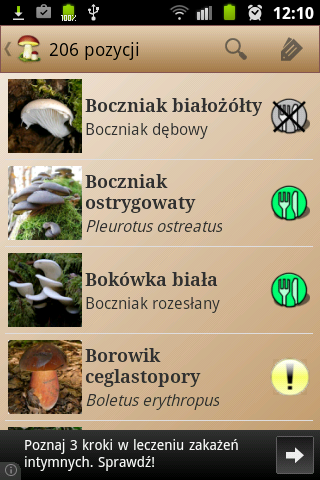 100%
12:10
206 pozycji
Boczniak białożółty
Boczniak dębowy
Boczniak
ostrygowaty
Pleurotus ostreatus
Bokówka biała
Boczniak rozesłany
Borowik
ceglastopory
Boletus erythropus
Poznaj 3 kroki w leczeniu zakażeń
intymnych. Sprawdź!